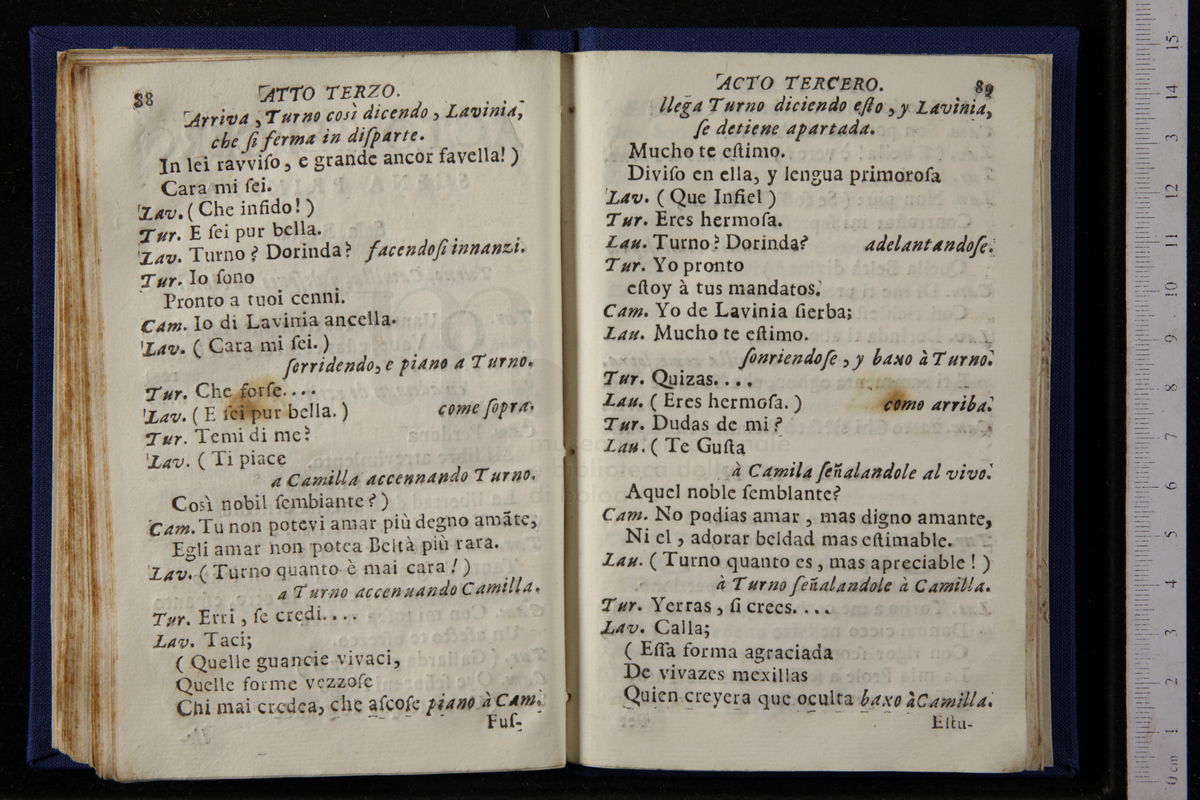 88
ATTO TERZO.
Arriva, Turno così dicendo, Lavinia,
che ſi ferma in diſparte.
In lei ravviſo, e grande ancor favella!)
Cara mi ſei.
Lav. (Che infido!)
Tur. E ſei pur bella.
Lav. Turno? Dorinda? facendoſi innanzi.
Tur. Io ſono
Pronto a tuoi cenni.
Cam. Io di Lavinia ancella.
Lav. (Cara mi ſei.)
ſorridendo, e piano a Turno.
Tur. Che forſe....
Lav. (E ſei pur bella.) come ſopra.
Tur. Temi di me?
Lav. (Ti piace
a Camilla accennando Turno.
Così nobil ſembiante?)
Cam. Tu non potevi amar più degno amãte,
Egli amar non potea Beltà più rara.
Lav. (Turno quanto è mai cara!)
a Turno accennando Camilla.
Tur. Erri, ſe credi....
Lav. Taci;
(Quelle guancie vivaci,
Quelle forme vezzoſe
Chi mai credea, che aſcoſe piano à Cam.
Fuſ-
ACTO TERCERO. 89
llega Turno diciendo eſto, y Lavinia,
ſe detiene apartada.
Mucho te eſtimo.
Diviſo en ella, y lengua primoroſa
Lav. (Que Infiel)
Tur. Eres hermoſa.
Lau. Turno? Dorinda? adelantandoſe.
Tur. Yo pronto
eſtoy à tus mandatos.
Cam. Yo de Lavinia ſierba;
Lau. Mucho te eſtimo.
ſonriendoſe, y baxo à Turno.
Tur. Quizas....
Lau. (Eres hermoſa.) como arriba.
Tur. Dudas de mi?
Lau. (Te Guſta
à Camila ſeñalandole al vivo.
Aquel noble ſemblante?
Cam. No podias amar, mas digno amante,
Ni el, adorar beldad mas eſtimable.
Lau. (Turno quanto es, mas apreciable!)
à Turno ſeñalandole à Camilla.
Tur. Yerras, ſi crees....
Lav. Calla;
(Eſſa forma agraciada
De vivazes mexillas
Quien creyera que oculta baxo à Camilla.
Eſtu-